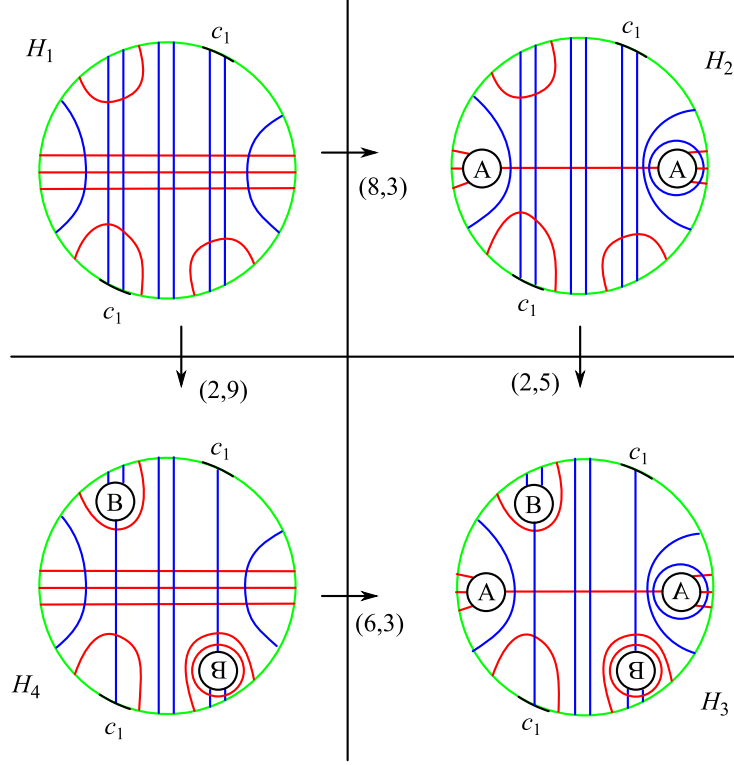 c₁
H₁
(8,3)
c₁
c₁
H₂
A
A
c₁
(2,9)
(2,5)
c₁
B
B
H₄
c₁
(6,3)
c₁
B
A
A
B
H₃
c₁